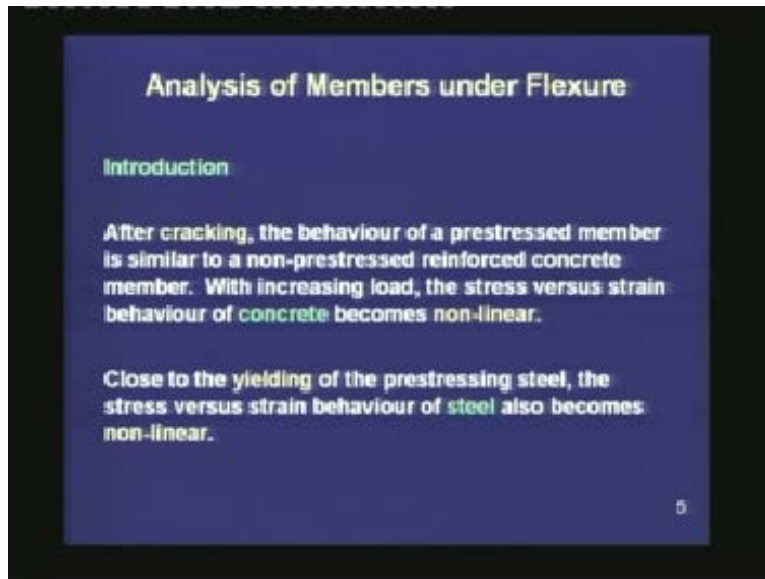 Analysis of Members under Flexure
Introduction
After cracking, the behaviour of a prestressed member
is similar to a non-prestressed reinforced concrete
member. With increasing load, the stress versus strain
behaviour of concrete becomes non-linear.
Close to the yielding of the prestressing steel, the
stress versus strain behaviour of steel also becomes
non-linear.
5